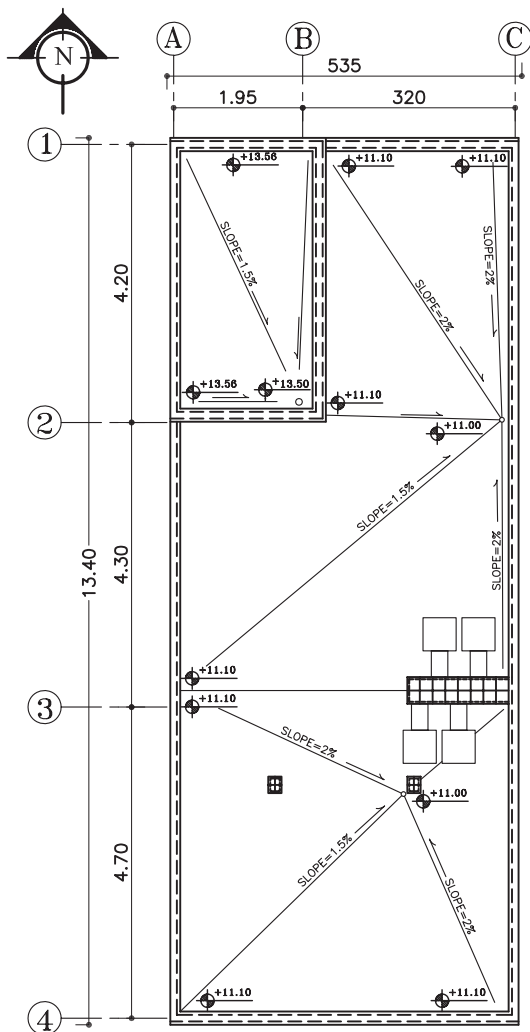 N
A B C
535
1.95 320
1
+13.56 +11.10 +11.10
SLOPE=1.5%
SLOPE=2%
SLOPE=2%
4.20
+13.56 +13.50 +11.10
2
+11.00
SLOPE=1.5%
SLOPE=2%
4.30
13.40
+11.10
3
+11.10
SLOPE=2%
+11.00
SLOPE=1.5%
SLOPE=2%
4.70
+11.10 +11.10
4